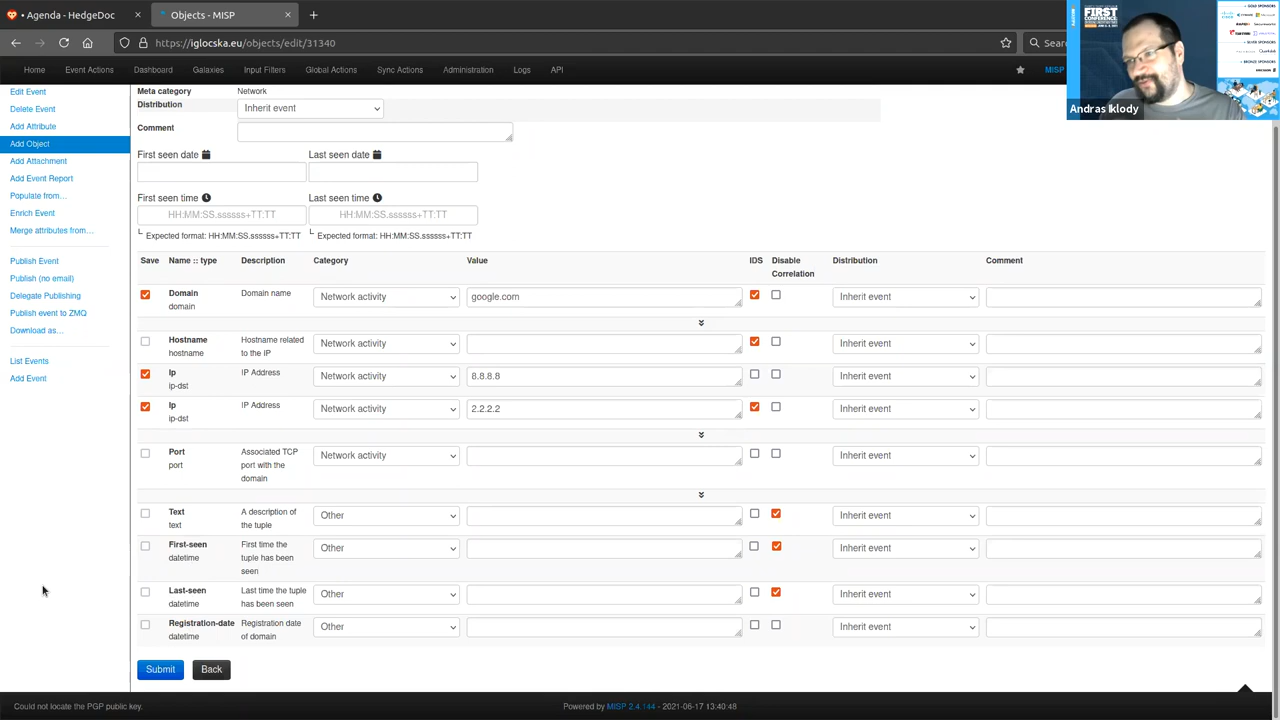 • Agenda - HedgeDoc
Objects - MISP
https://iglocska.eu/objects/edit/31340
Sear
FIRST
CONFERENCE
Andras Iklody
Home
Event Actions
Dashboard
Galaxies
Input Filters
Global Actions
Sync Actions
Administration
Logs
MISP
Edit Event
Delete Event
Add Attribute
Add Object
Add Attachment
Add Event Report
Populate from...
Enrich Event
Merge attributes from...
Publish Event
Publish (no email)
Delegate Publishing
Publish event to ZMQ
Download as...
List Events
Add Event
Meta category Network
Distribution Inherit event
Comment
First seen date Last seen date
First seen time Last seen time
HH:MM:SS.ssssss+TT:TT HH:MM:SS.ssssss+TT:TT
Expected format: HH:MM:SS.ssssss+TT:TT Expected format: HH:MM:SS.ssssss+TT:TT
Save Name :: type Description Category Value IDS Disable Distribution Comment
Correlation
Domain Domain name Network activity google.com Inherit event
domain
Hostname Hostname related Network activity Inherit event
hostname to the IP
Ip IP Address Network activity 8.8.8.8 Inherit event
ip-dst
Ip IP Address Network activity 2.2.2.2 Inherit event
ip-dst
Port Associated TCP Network activity Inherit event
port port with the
domain
Text A description of Other Inherit event
text the tuple
First-seen First time the Other Inherit event
datetime tuple has been
seen
Last-seen Last time the tuple Other Inherit event
datetime has been seen
Registration-date Registration date Other Inherit event
datetime of domain
Submit Back
Could not locate the PGP public key.
Powered by MISP 2.4.144 - 2021-06-17 13:40:48